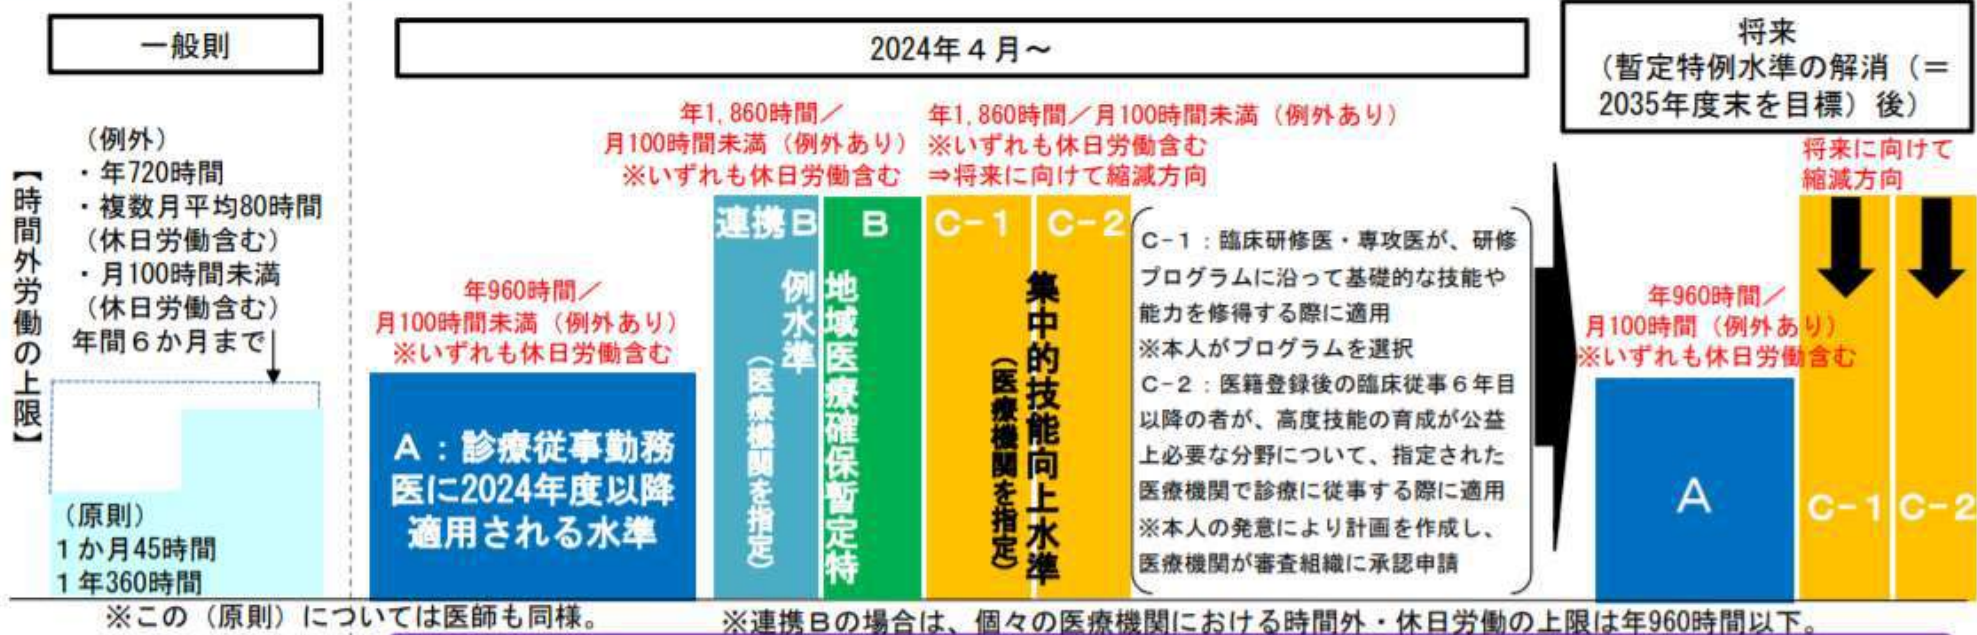 一般則
【時間外労働の上限】
（例外）
・年720時間
・複数月平均80時間
（休日労働含む）
・月100時間未満
（休日労働含む）
年間６か月まで
（原則）
１か月45時間
１年360時間
※この（原則）については医師も同様。
2024年４月～
年960時間／
月100時間未満（例外あり）
※いずれも休日労働含む
Ａ：診療従事勤務
医に2024年度以降
適用される水準
年1,860時間／
月100時間未満（例外あり）
※いずれも休日労働含む
連携Ｂ
Ｂ
地域医療確保暫定特
例水準
（医療機関を指定）
年1,860時間／月100時間未満（例外あり）
※いずれも休日労働含む
⇒将来に向けて縮減方向
Ｃ-１
Ｃ-２
集中的技能向上水準
（医療機関を指定）
Ｃ-１：臨床研修医・専攻医が、研修
プログラムに沿って基礎的な技能や
能力を修得する際に適用
※本人がプログラムを選択
Ｃ-２：医籍登録後の臨床従事６年目
以降の者が、高度技能の育成が公益
上必要な分野について、指定された
医療機関で診療に従事する際に適用
※本人の発意により計画を作成し、
医療機関が審査組織に承認申請
※連携Ｂの場合は、個々の医療機関における時間外・休日労働の上限は年960時間以下。
将来
（暫定特例水準の解消（＝
2035年度末を目標）後）
将来に向けて
縮減方向
年960時間／
月100時間（例外あり）
※いずれも休日労働含む
Ａ
Ｃ-１
Ｃ-２